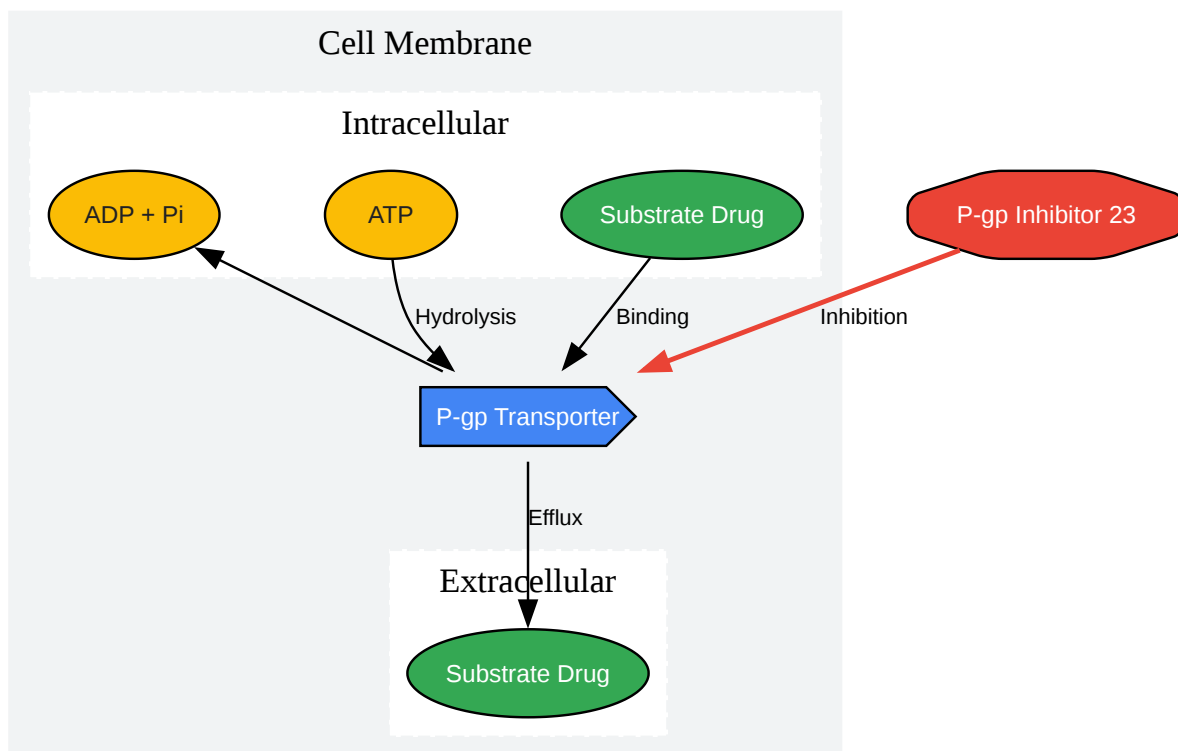 Cell Membrane
Intracellular
ADP + Pi
ATP
Substrate Drug
P-gp Inhibitor 23
Hydrolysis
Binding
Inhibition
P-gp Transporter
Efflux
Extracellular
Substrate Drug